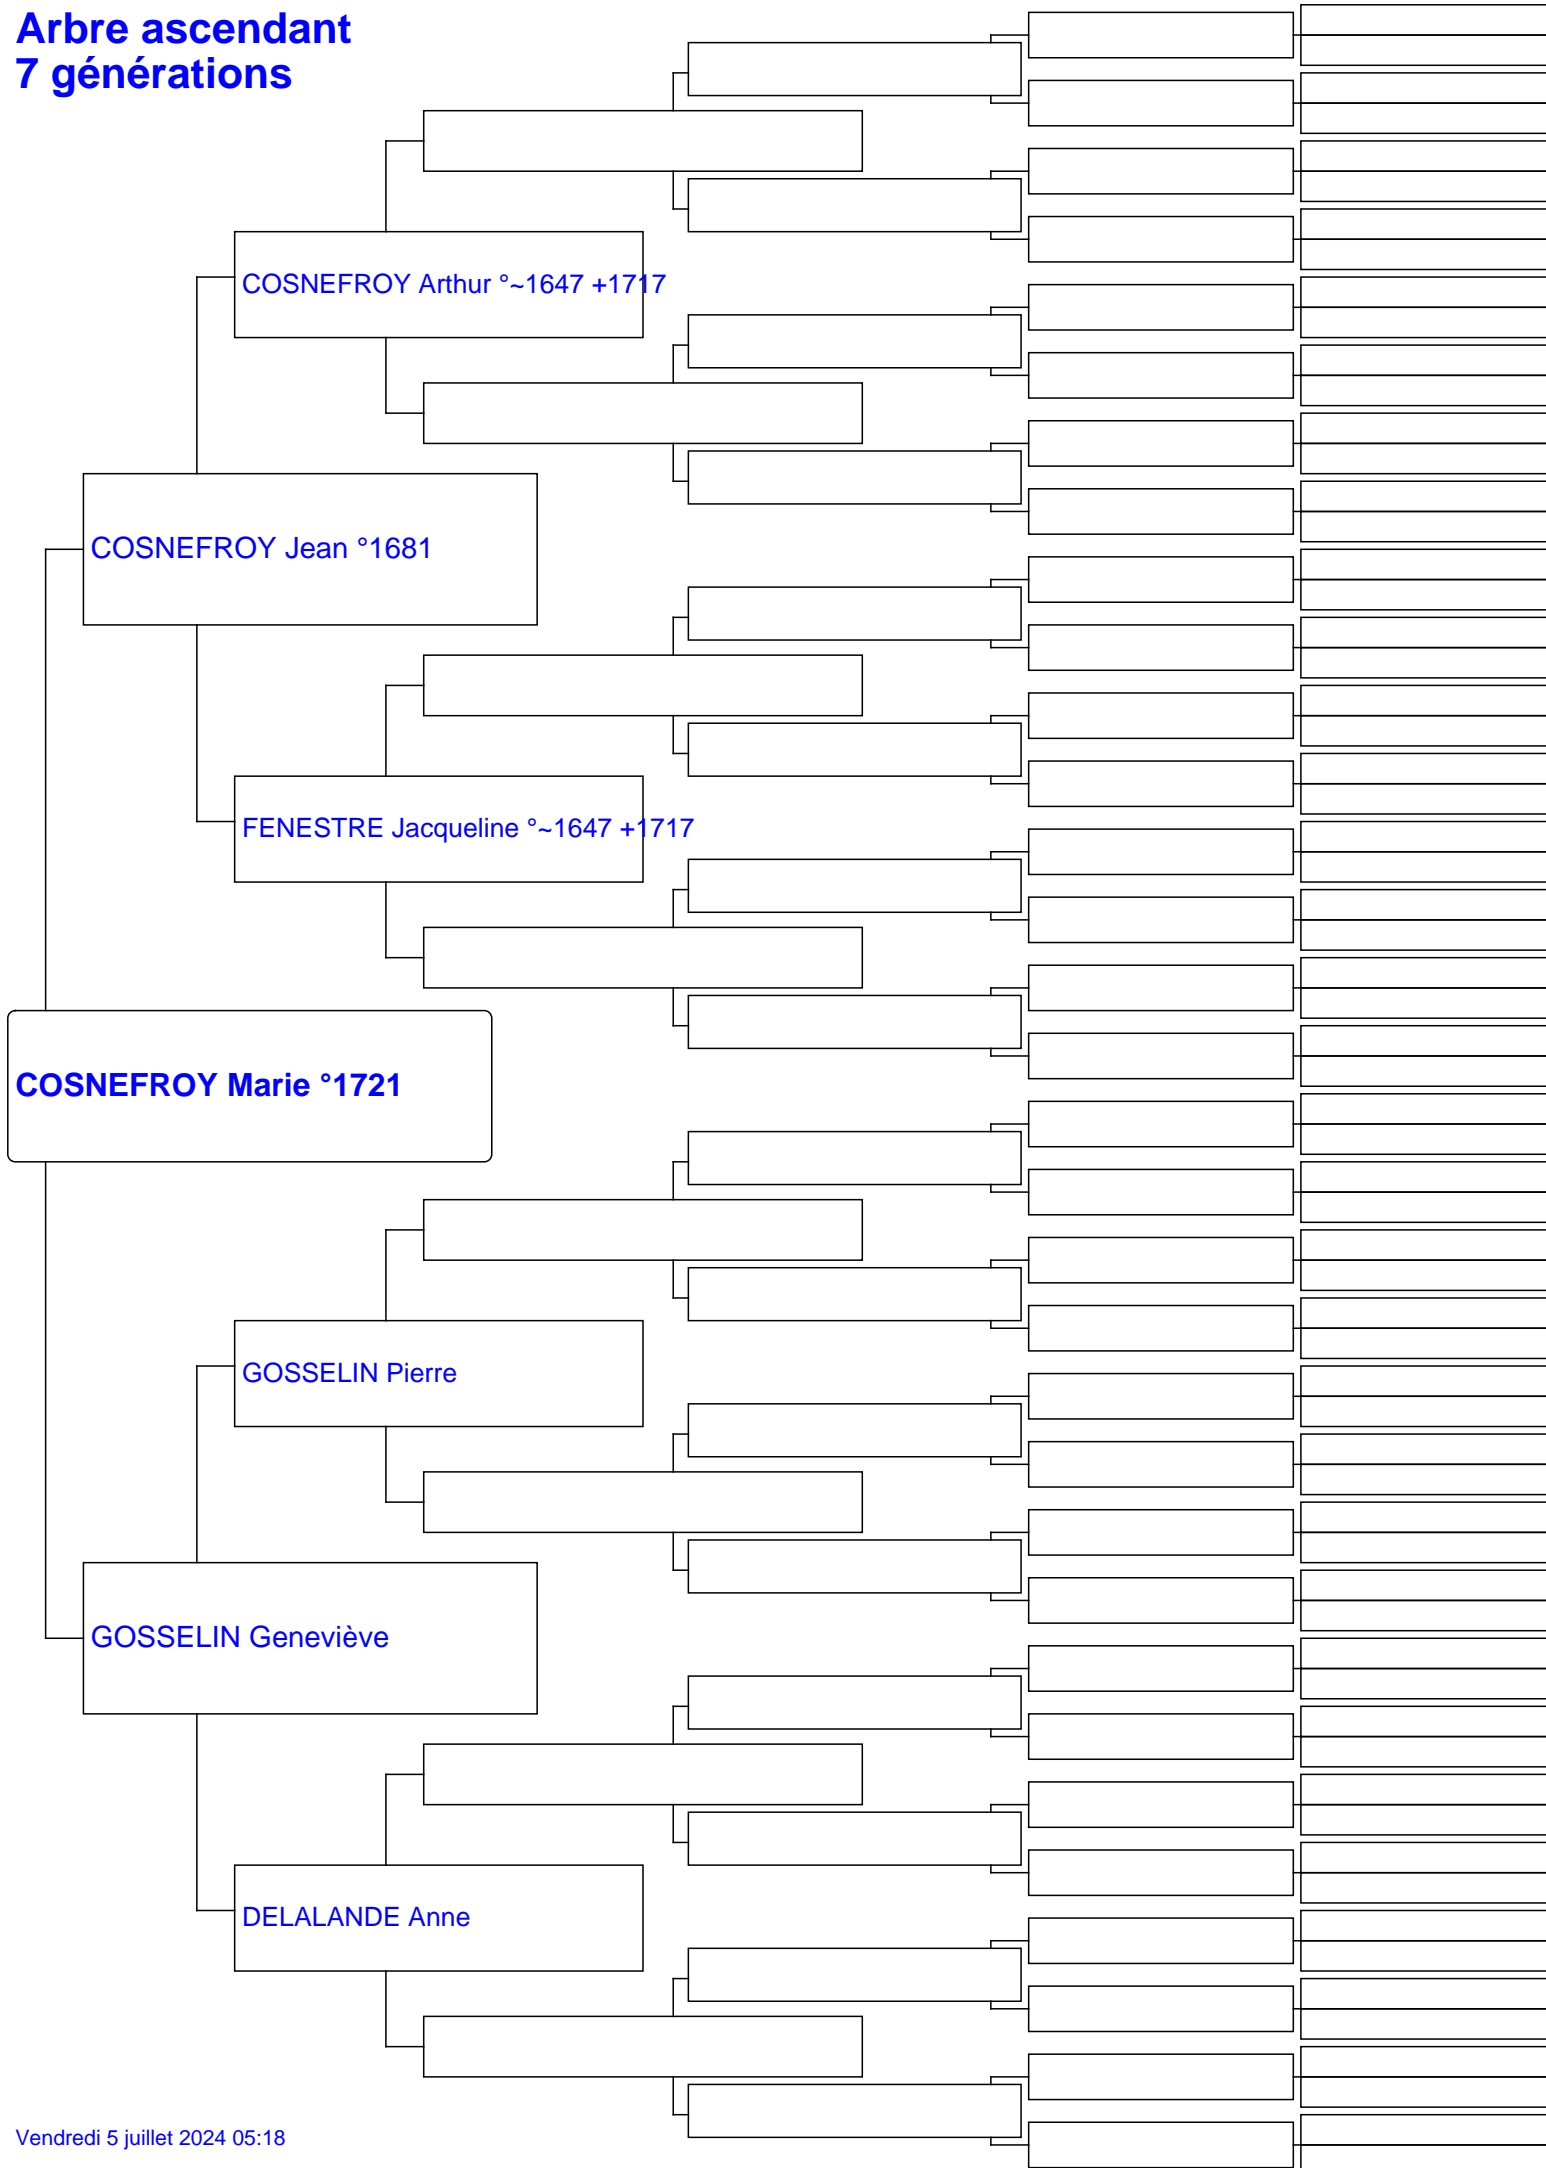 Arbre ascendant
7 générations
COSNEFROY Arthur °~1647 +1717
COSNEFROY Jean °1681
FENESTRE Jacqueline °~1647 +1717
COSNEFROY Marie °1721
GOSSELIN Pierre
GOSSELIN Geneviève
DELALANDE Anne
Vendredi 5 juillet 2024 05:18